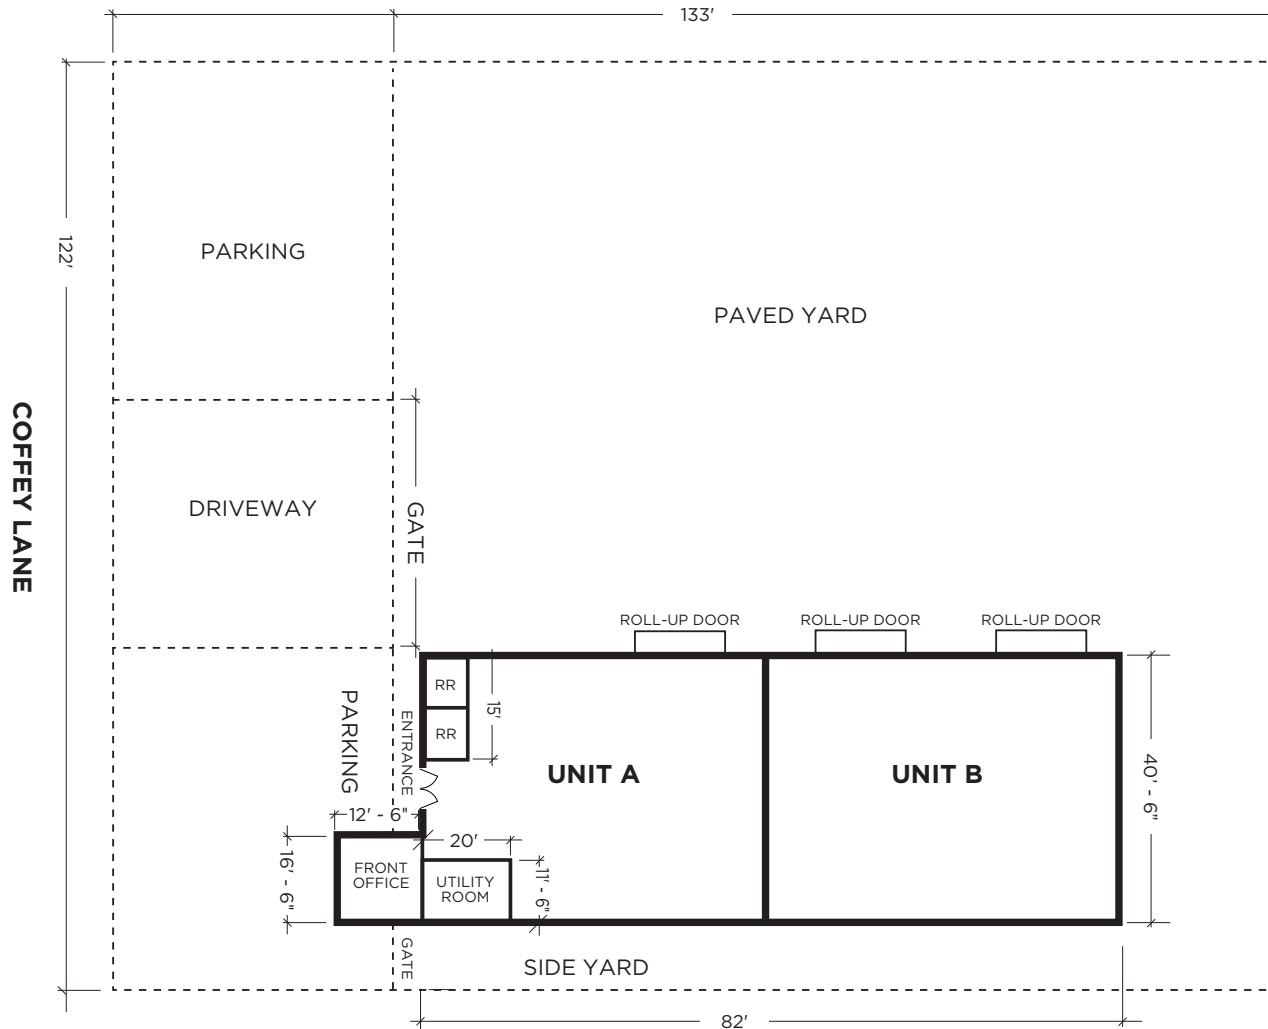 133'
122'
PARKING
PAVED YARD
COFFEY LANE
DRIVEWAY
GATE
ROLL-UP DOOR
ROLL-UP DOOR
ROLL-UP DOOR
RR
RR
15'
PARKING
ENTRANCE
UNIT A
UNIT B
40' - 6"
12' - 6"
20'
16' - 6"
FRONT
OFFICE
UTILITY
ROOM
11' - 6"
GATE
SIDE YARD
82'